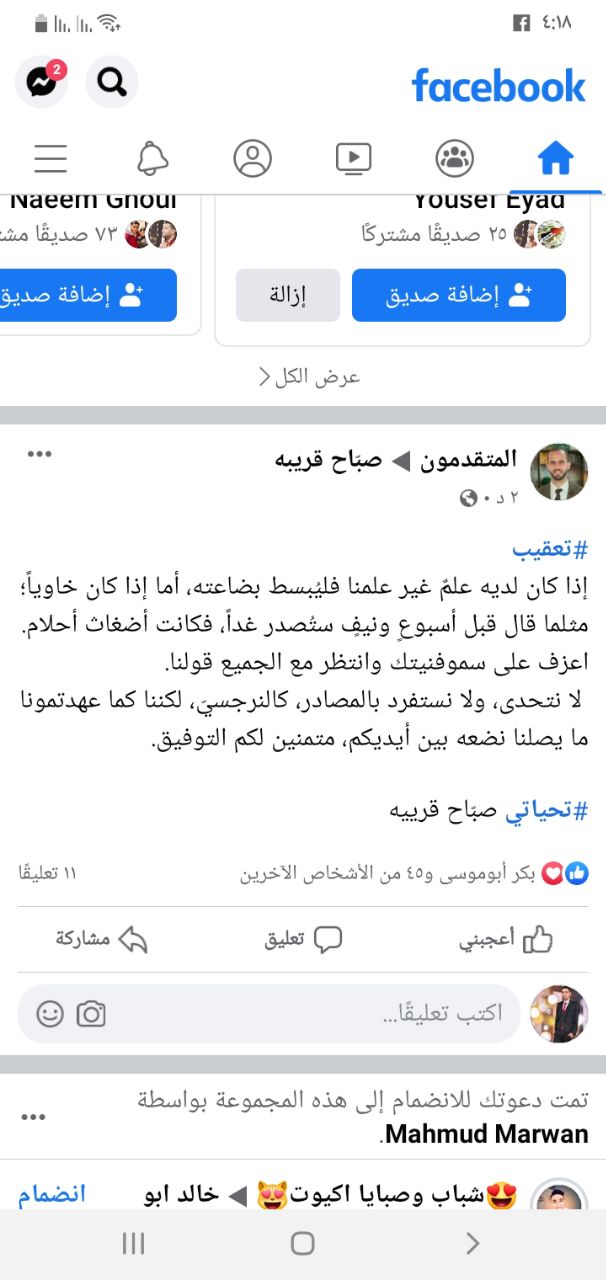 ٤:١٨
facebook
2
Yousef Eyad
Naeem Ghoul
٢٥ صديقًا مشتركًا
٧٣ صديقًا مشت
إضافة صديق
إزالة
إضافة صديق
عرض الكل
المتقدمون ◀ صبّاح قريبه
٢ د •
#تعقيب
إذا كان لديه علمٌ غير علمنا فليُبسط بضاعته، أما إذا كان خاوياً؛
مثلما قال قبل أسبوعٍ ونيفٍ ستُصدر غداً، فكانت أضغاث أحلام.
اعزف على سموفنيتك وانتظر مع الجميع قولنا.
لا نتحدى، ولا نستفرد بالمصادر، كالنرجسيّ، لكننا كما عهدتمونا
ما يصلنا نضعه بين أيديكم، متمنين لكم التوفيق.
#تحياتي صبّاح قريبه
بكر أبوموسى و٤٥ من الأشخاص الآخرين
١١ تعليقًا
أعجبني
تعليق
مشاركة
اكتب تعليقًا...
تمت دعوتك للانضمام إلى هذه المجموعة بواسطة
Mahmud Marwan.
😍شباب وصبايا اكيوت😻 ◀ خالد ابو
انضمام